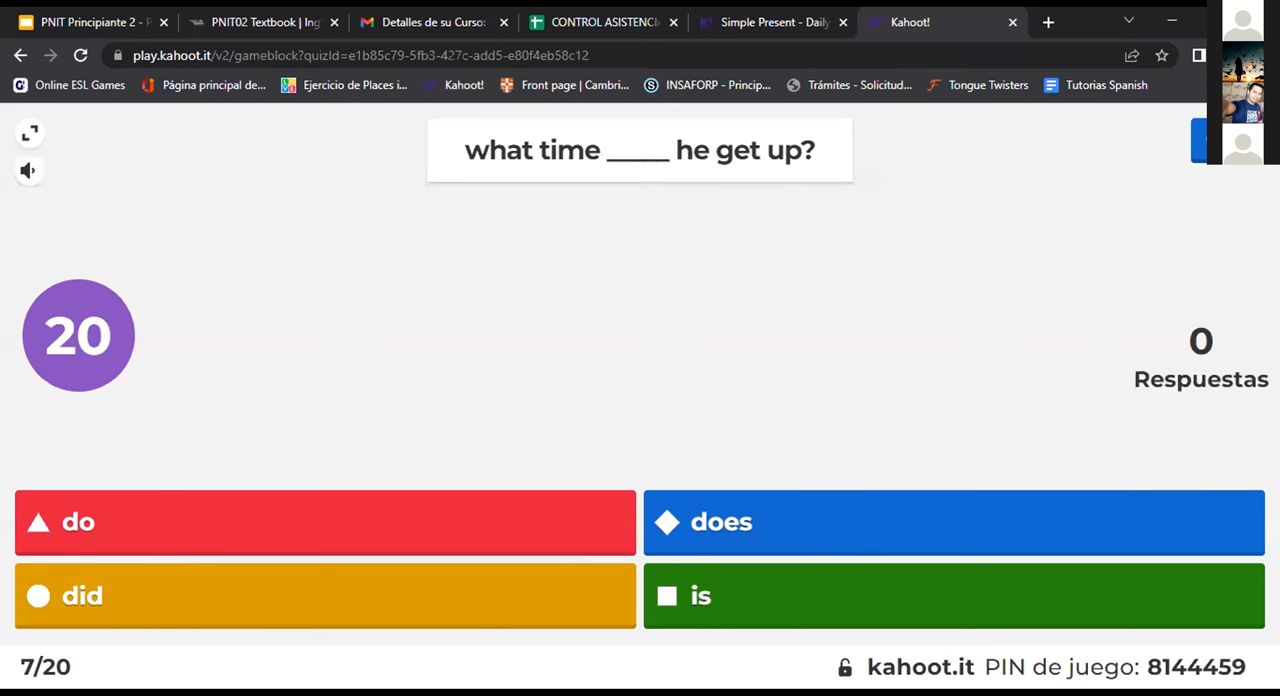 PNIT Principiante 2 - P
PNIT02 Textbook | Ing
Detalles de su Curso:
CONTROL ASISTENCI
Simple Present - Daily
Kahoot!
play.kahoot.it/v2/gameblock?quizId=e1b85c79-5fb3-427c-add5-e80f4eb58c12
Online ESL Games
Página principal de...
Ejercicio de Places i...
Kahoot!
Front page | Cambri...
INSAFORP - Princip...
Trámites - Solicitud...
Tongue Twisters
Tutorias Spanish
what time _____ he get up?
20
0
Respuestas
do
does
did
is
7/20
kahoot.it PIN de juego: 8144459